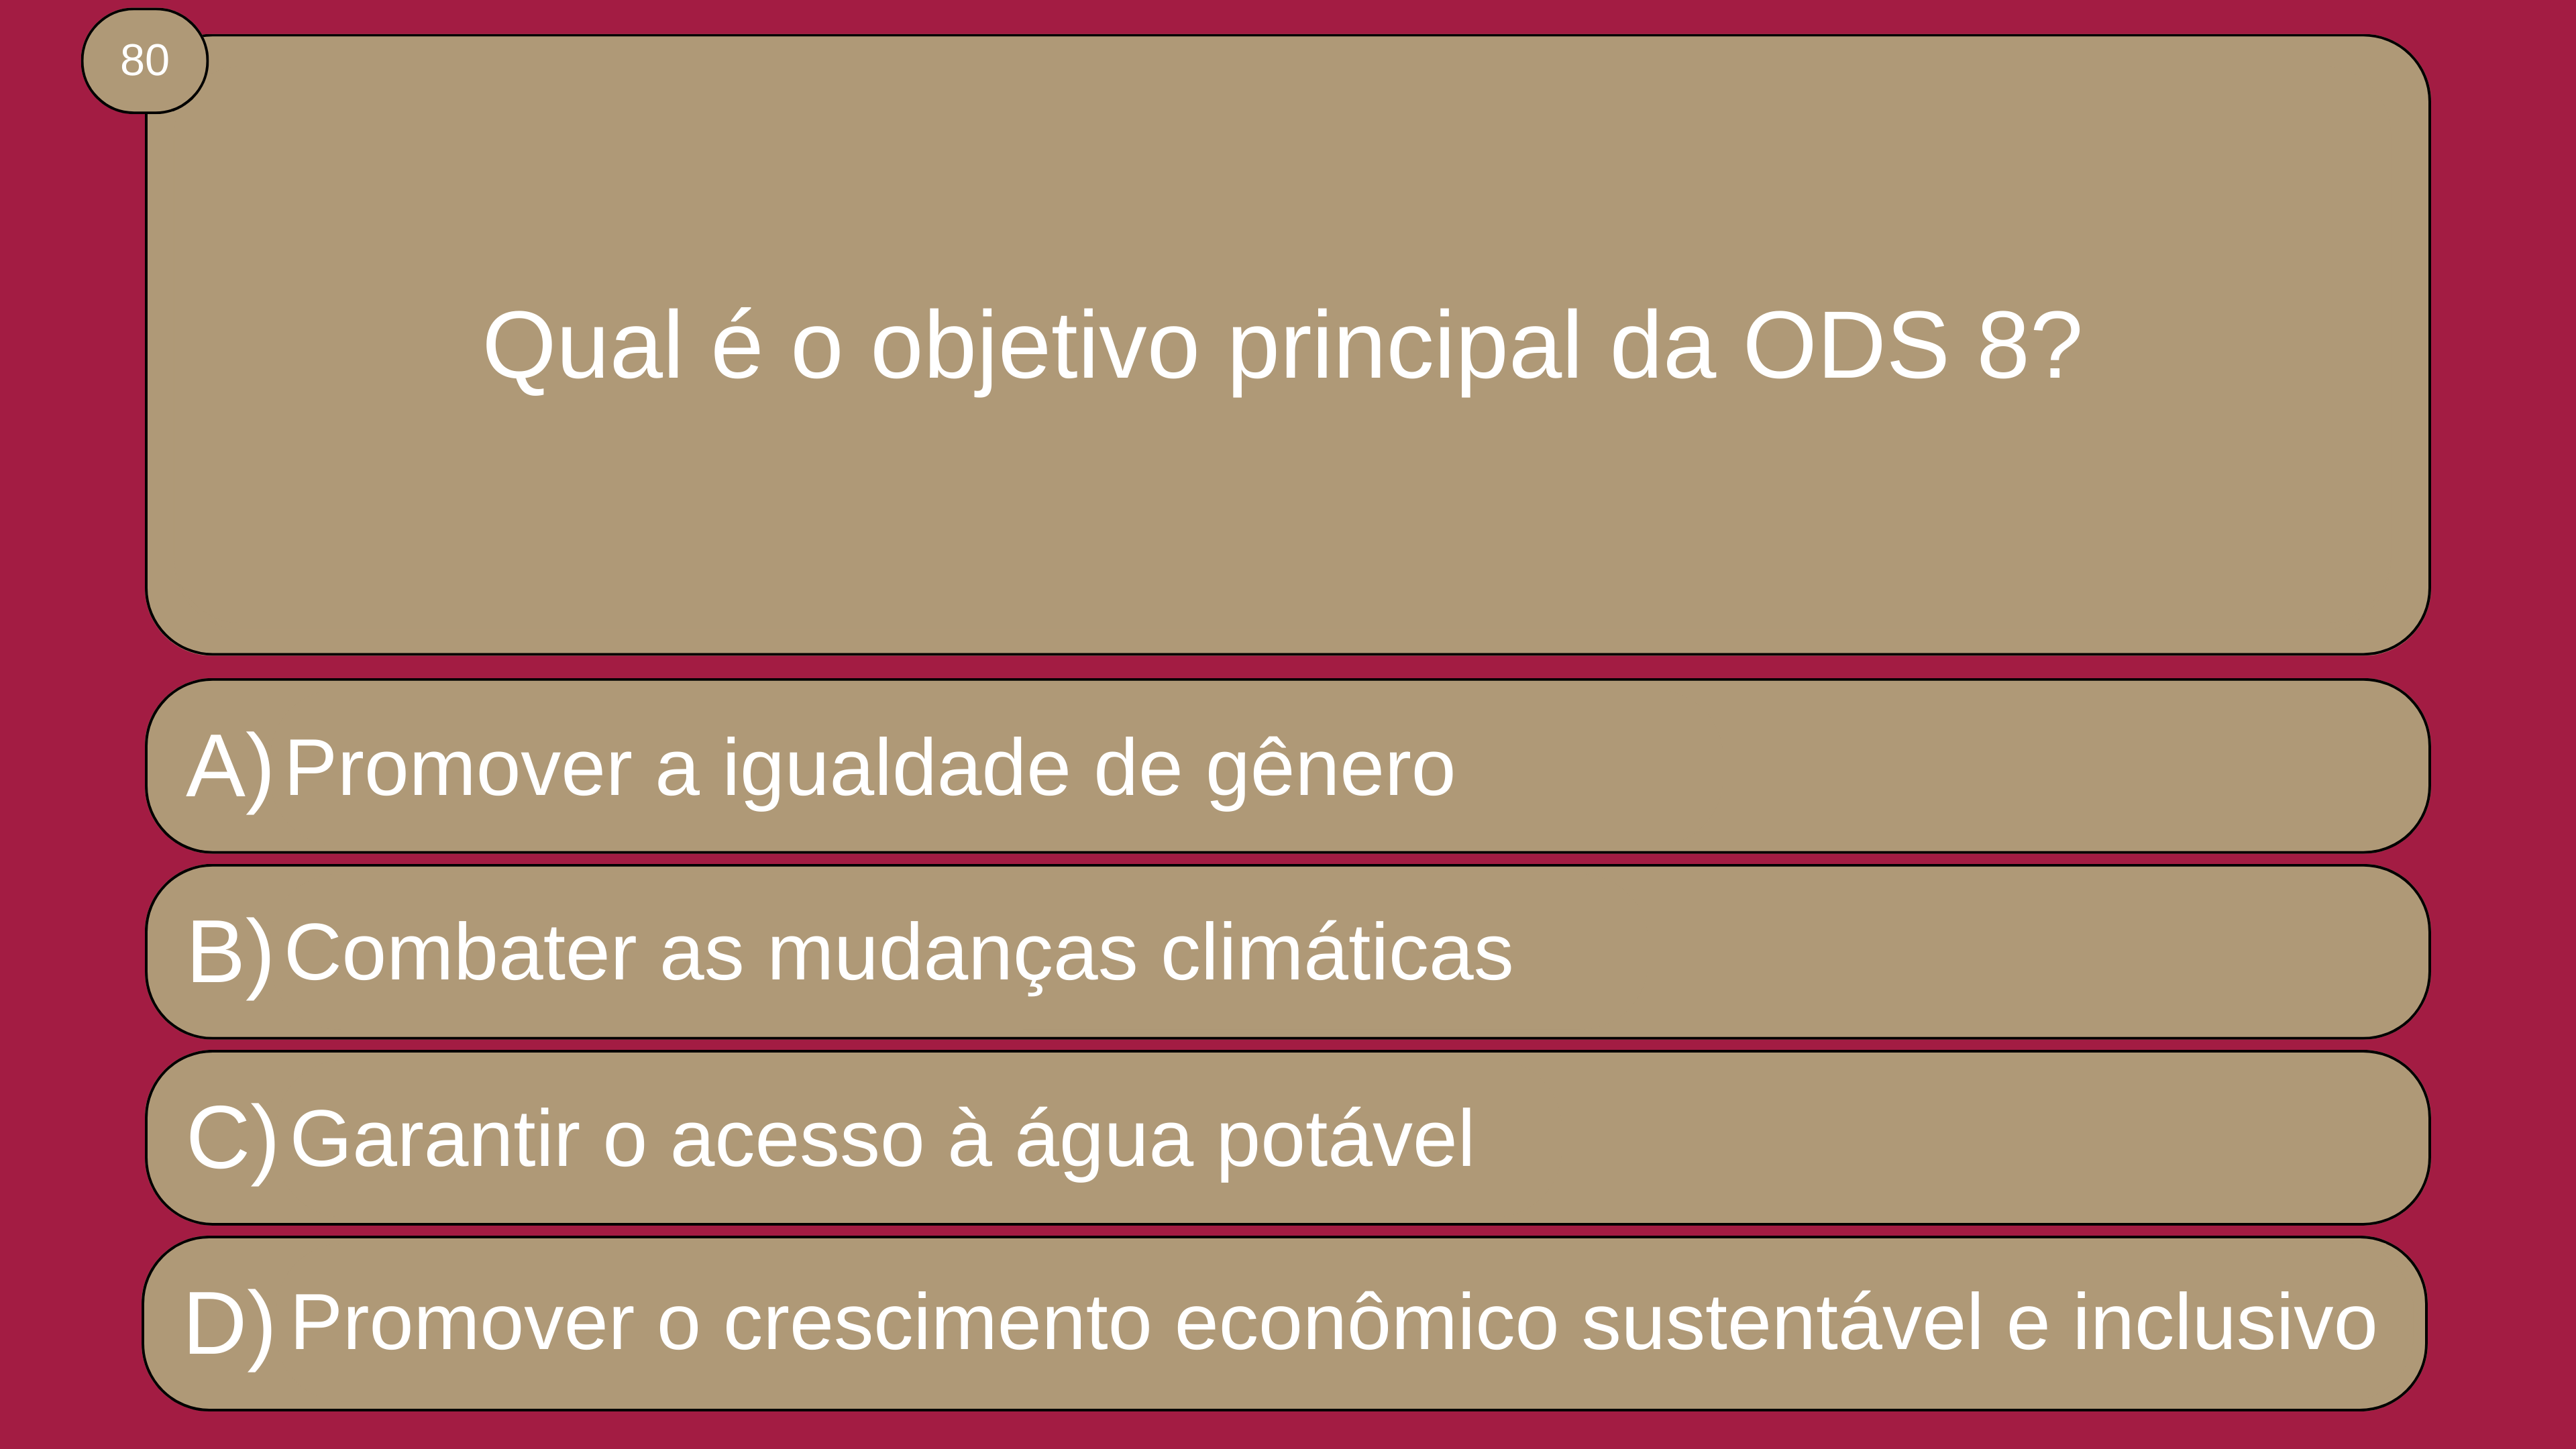 80
Qual é o objetivo principal da ODS 8?
A) Promover a igualdade de gênero
B) Combater as mudanças climáticas
C) Garantir o acesso à água potável
D) Promover o crescimento econômico sustentável e inclusivo